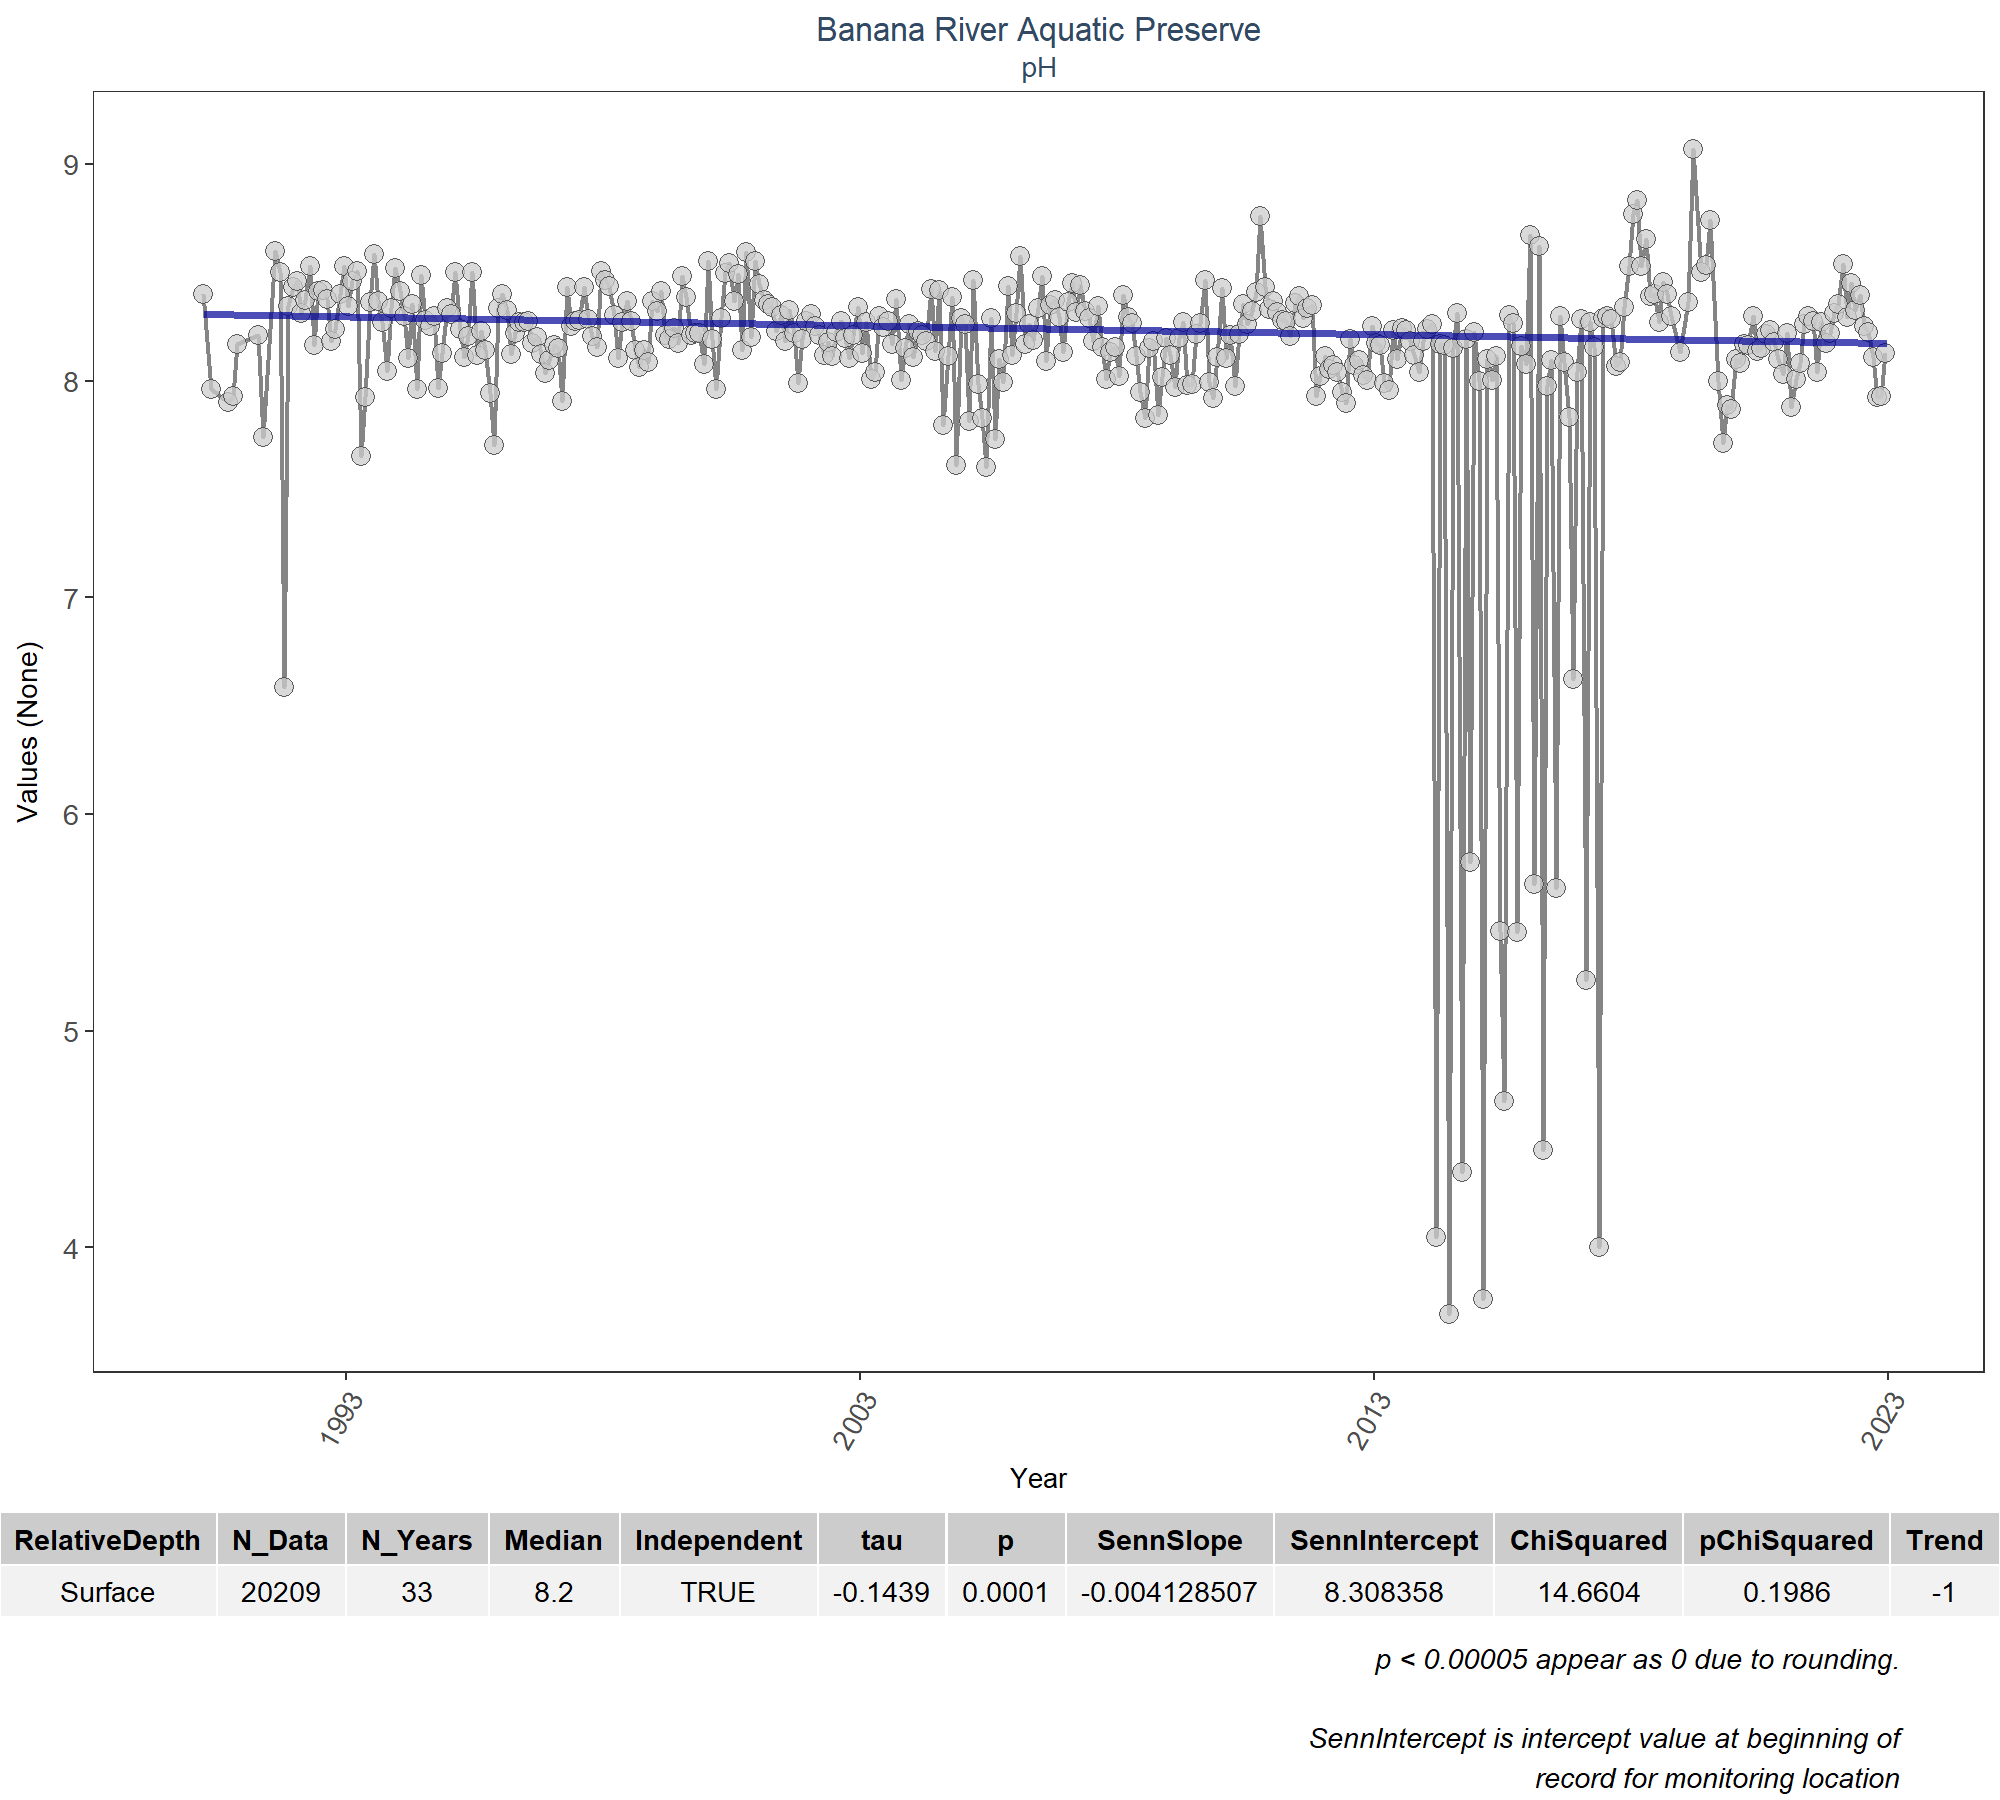 Banana River Aquatic Preserve
pH
Values (None)
9
8
7
6
5
4
1993
2003
2013
2023
Year
RelativeDepth N_Data N_Years Median Independent tau p SennSlope SennIntercept ChiSquared pChiSquared Trend
Surface 20209 33 8.2 TRUE -0.1439 0.0001 -0.004128507 8.308358 14.6604 0.1986 -1
p < 0.00005 appear as 0 due to rounding.
SennIntercept is intercept value at beginning of
record for monitoring location